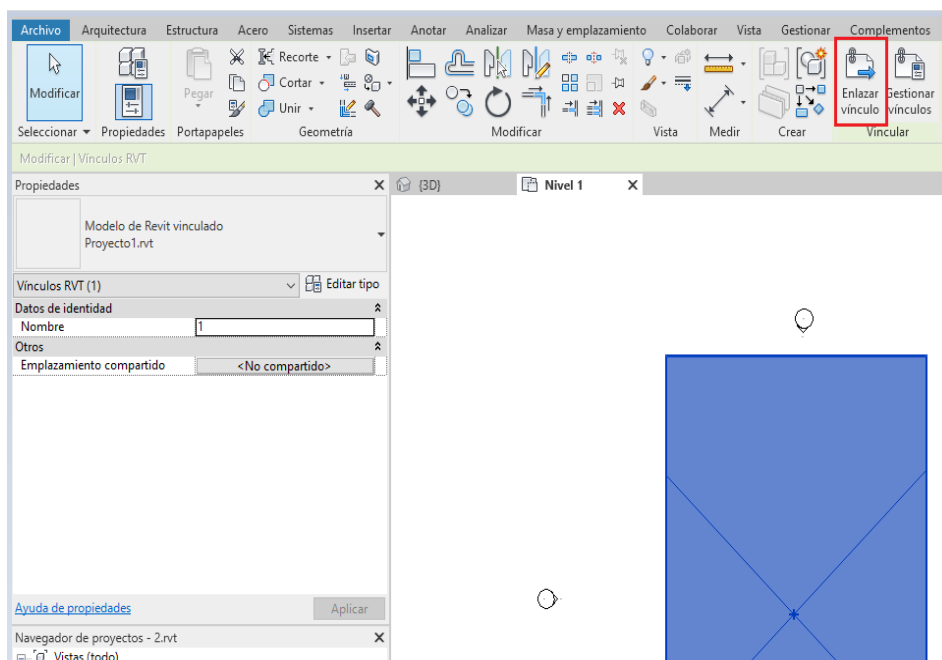 Archivo Arquitectura Estructura Acero Sistemas Insertar Anotar Analizar Masa y emplazamiento Colaborar Vista Gestionar Complementos
Modificar
Pegar
Recorte
Cortar
Unir
Enlazar vínculo
Gestionar vínculos
Seleccionar Propiedades Portapapeles Geometría Modificar Vista Medir Crear Vincular
Modificar | Vínculos RVT
Propiedades X {3D} Nivel 1 X
Modelo de Revit vinculado
Proyecto1.rvt
Vínculos RVT (1) Editar tipo
Datos de identidad
Nombre 1
Otros
Emplazamiento compartido <No compartido>
Ayuda de propiedades Aplicar
Navegador de proyectos - 2.rvt X
Vistas (todo)